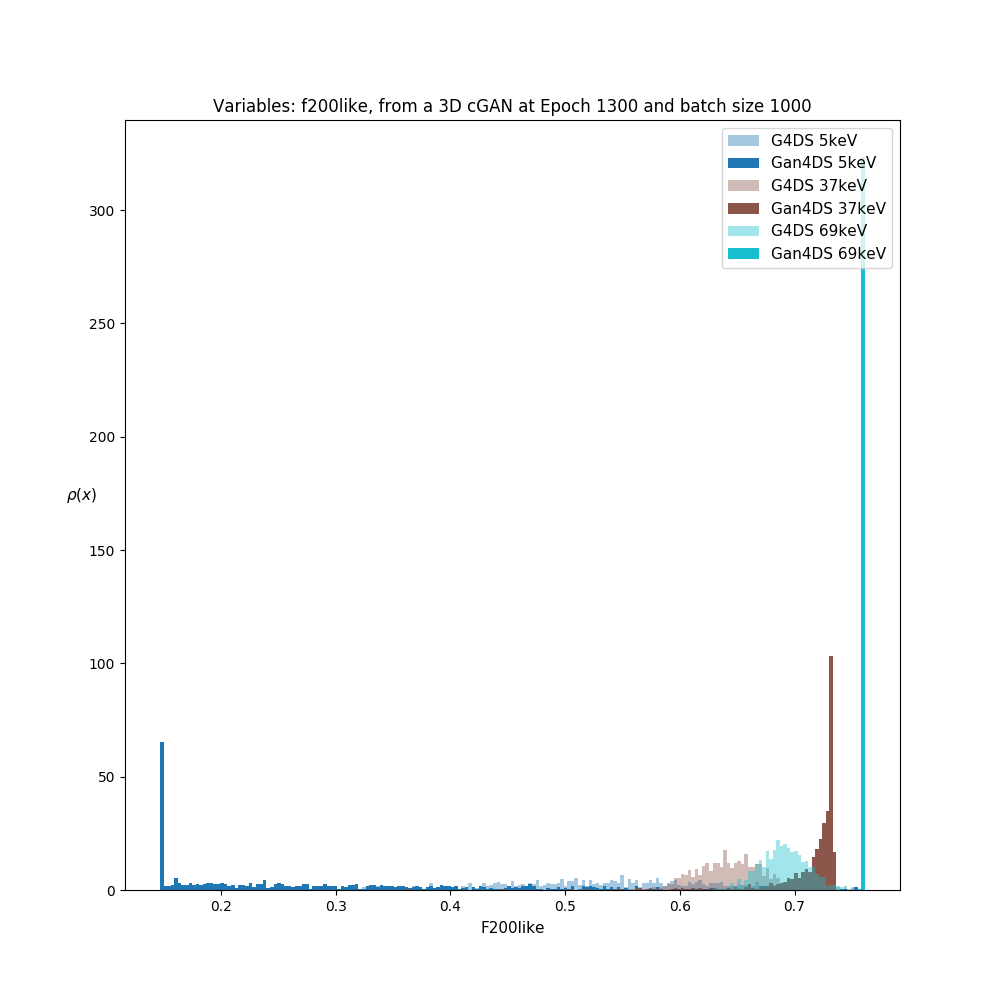 Variables: f200like, from a 3D cGAN at Epoch 1300 and batch size 1000
G4DS 5keV
Gan4DS 5keV
G4DS 37keV
Gan4DS 37keV
G4DS 69keV
Gan4DS 69keV
300
250
200
150
100
50
0
ρ(x)
0.2 0.3 0.4 0.5 0.6 0.7
F200like